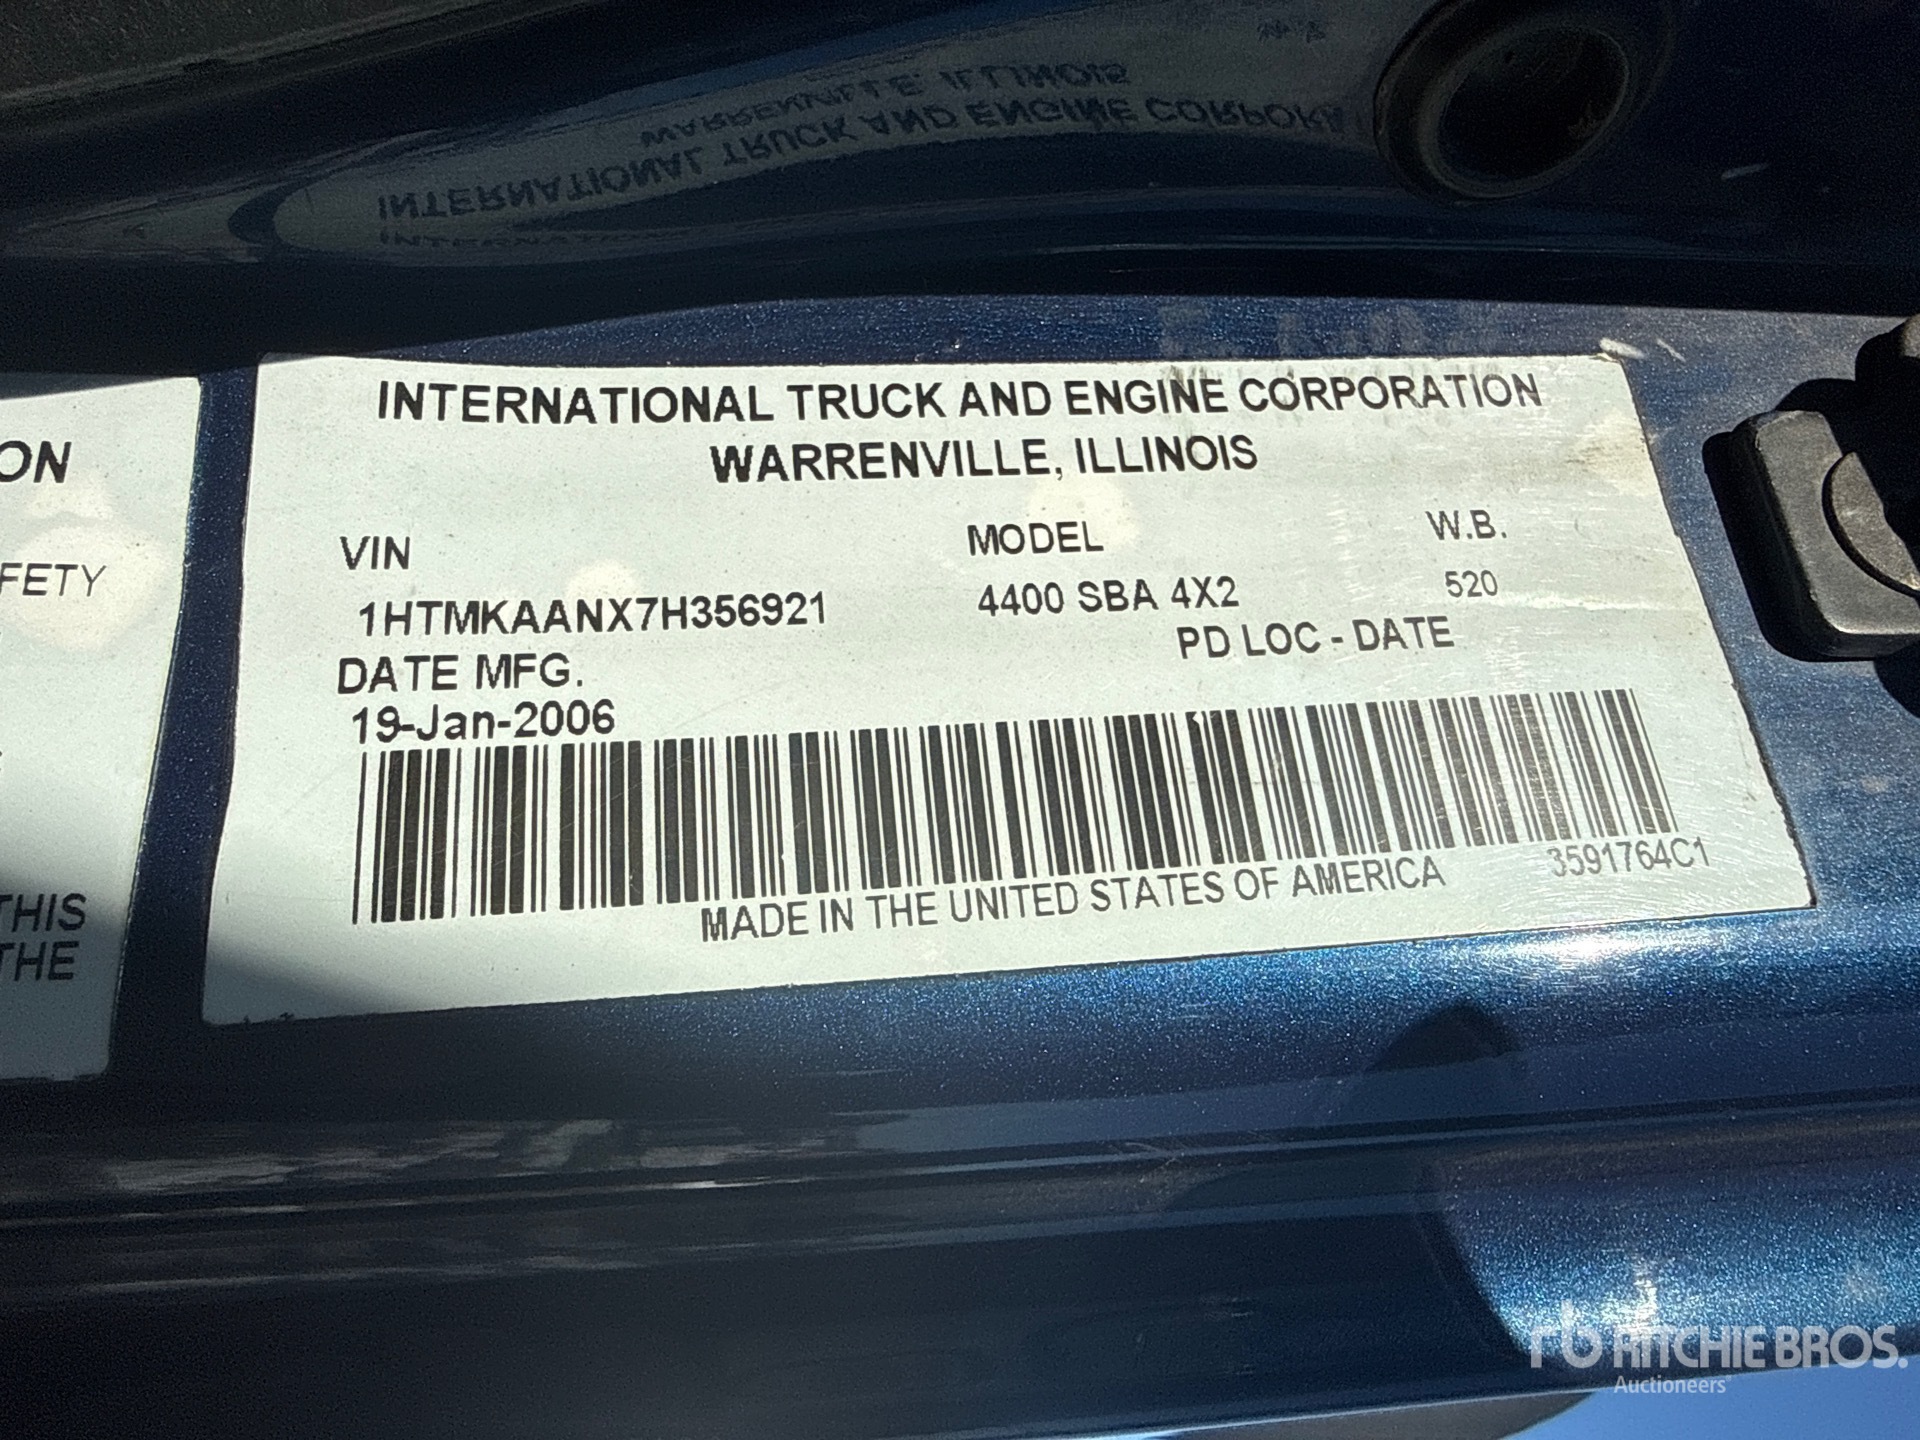 INTERNATIONAL TRUCK AND ENGINE CORPORATION
WARRENVILLE, ILLINOIS
VIN MODEL W.B.
1HTMKAANX7H356921 4400 SBA 4X2 520
DATE MFG. PD LOC - DATE
19-Jan-2006
MADE IN THE UNITED STATES OF AMERICA 3591764C1
ON
FETY
THIS
THE
INTERNATIONAL TRUCK AND ENGINE CORPORA
WARRENVILLE, ILLINOIS
rb RITCHIE BROS.
Auctioneers